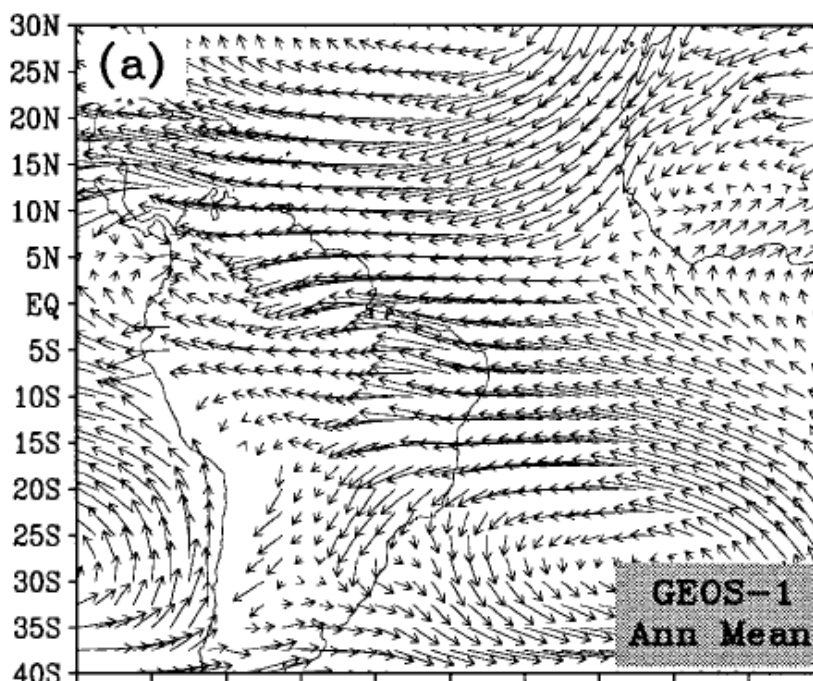 30N
(a)
25N
20N
15N
10N
5N
EQ
5S
10S
15S
20S
25S
30S
35S
40S
GEOS-1
Ann Mean